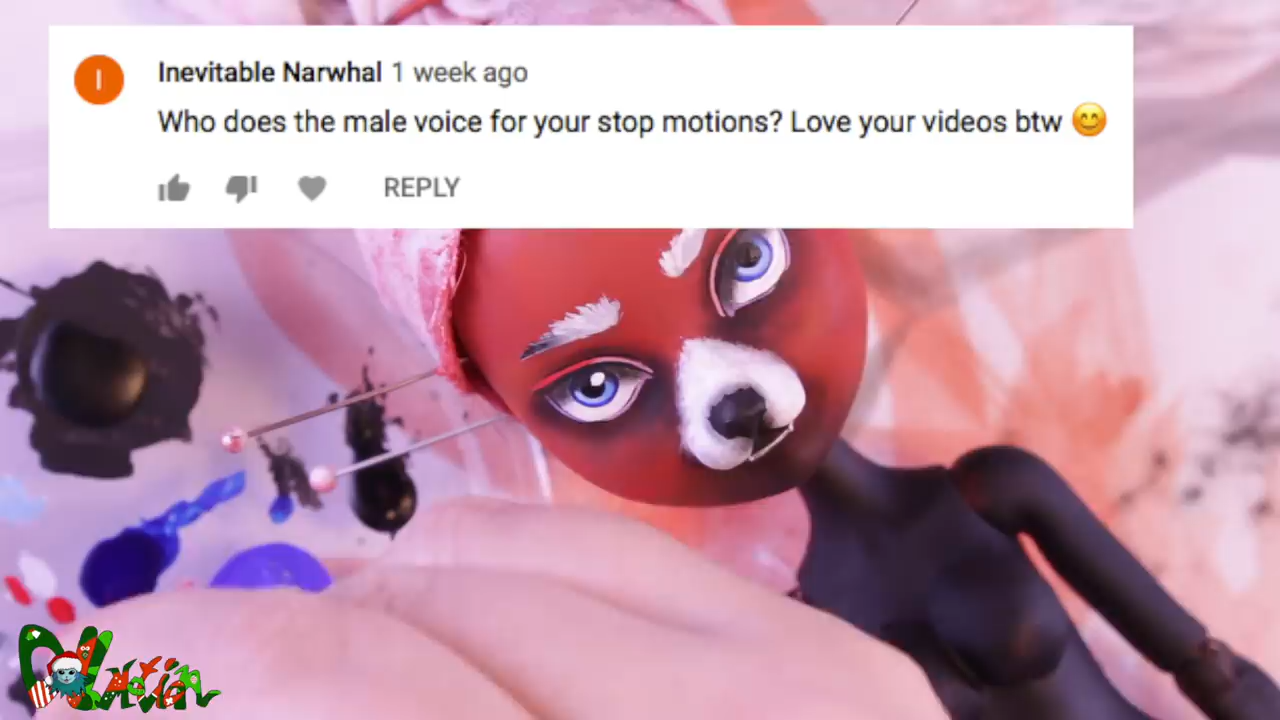 I
Inevitable Narwhal 1 week ago
Who does the male voice for your stop motions? Love your videos btw 😊
REPLY